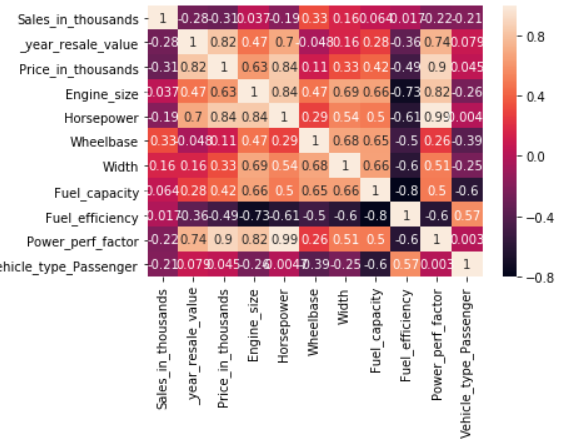 Sales_in_thousands 1 -0.28 -0.31 0.037 -0.19 0.33 0.16 0.064 0.017 -0.22 -0.21
_year_resale_value -0.28 1 0.82 0.47 0.7 -0.048 0.16 0.28 -0.36 0.74 0.079
Price_in_thousands -0.31 0.82 1 0.63 0.84 0.11 0.33 0.42 -0.49 0.9 0.045
Engine_size 0.037 0.47 0.63 1 0.84 0.47 0.69 0.66 -0.73 0.82 -0.26
Horsepower -0.19 0.7 0.84 0.84 1 0.29 0.54 0.5 -0.61 0.99 0.004
Wheelbase 0.33 -0.048 0.11 0.47 0.29 1 0.68 0.65 -0.5 0.26 -0.39
Width 0.16 0.16 0.33 0.69 0.54 0.68 1 0.66 -0.6 0.51 -0.25
Fuel_capacity 0.064 0.28 0.42 0.66 0.5 0.65 0.66 1 -0.8 0.5 -0.6
Fuel_efficiency -0.017 -0.36 -0.49 -0.73 -0.61 -0.5 -0.6 -0.8 1 -0.6 0.57
Power_perf_factor -0.22 0.74 0.9 0.82 0.99 0.26 0.51 0.5 -0.6 1 0.003
ehicle_type_Passenger -0.21 0.079 0.045 -0.26 0.0047 -0.39 -0.25 -0.6 0.57 0.003 1
Sales_in_thousands
_year_resale_value
Price_in_thousands
Engine_size
Horsepower
Wheelbase
Width
Fuel_capacity
Fuel_efficiency
Power_perf_factor
Vehicle_type_Passenger
0.8
0.4
0.0
−0.4
−0.8